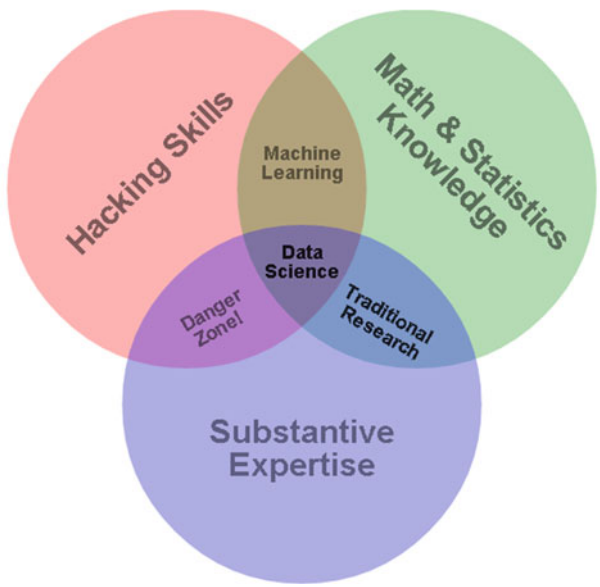 Hacking Skills
Math & Statistics
Knowledge
Machine
Learning
Data
Science
Danger
Zone!
Traditional
Research
Substantive
Expertise